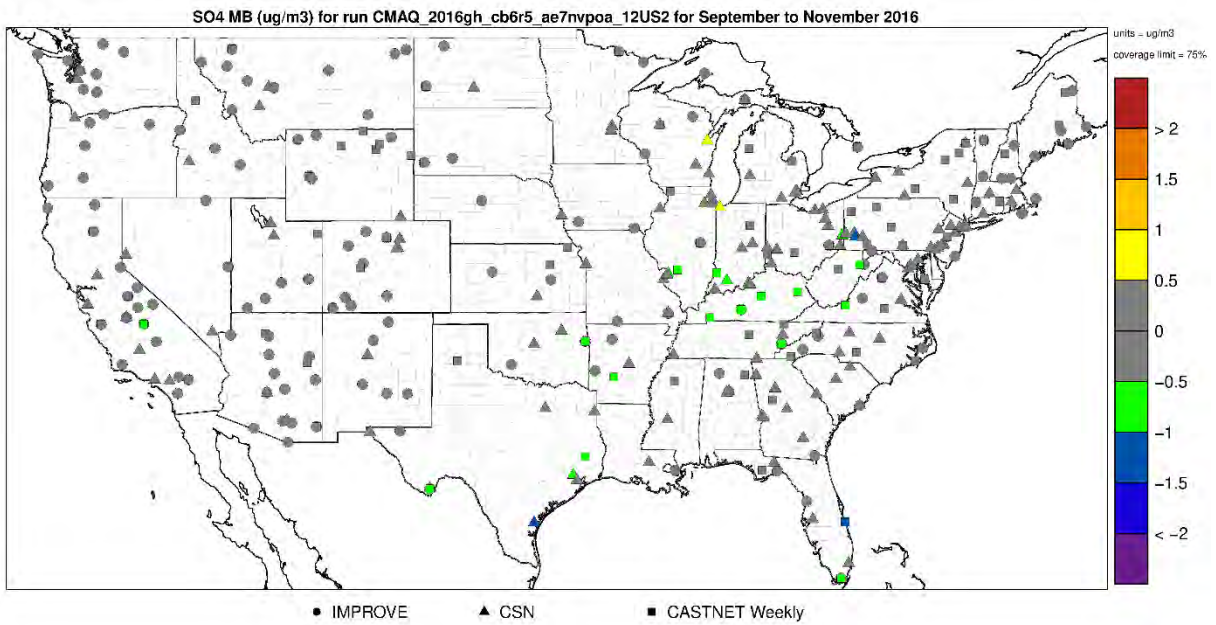 SO4 MB (ug/m3) for run CMAQ_2016gh_cb6r5_ae7nvpoa_12US2 for September to November 2016
units = ug/m3
coverage limit = 75%
> 2
1.5
1
0.5
0
−0.5
−1
−1.5
< −2
IMPROVE CSN CASTNET Weekly